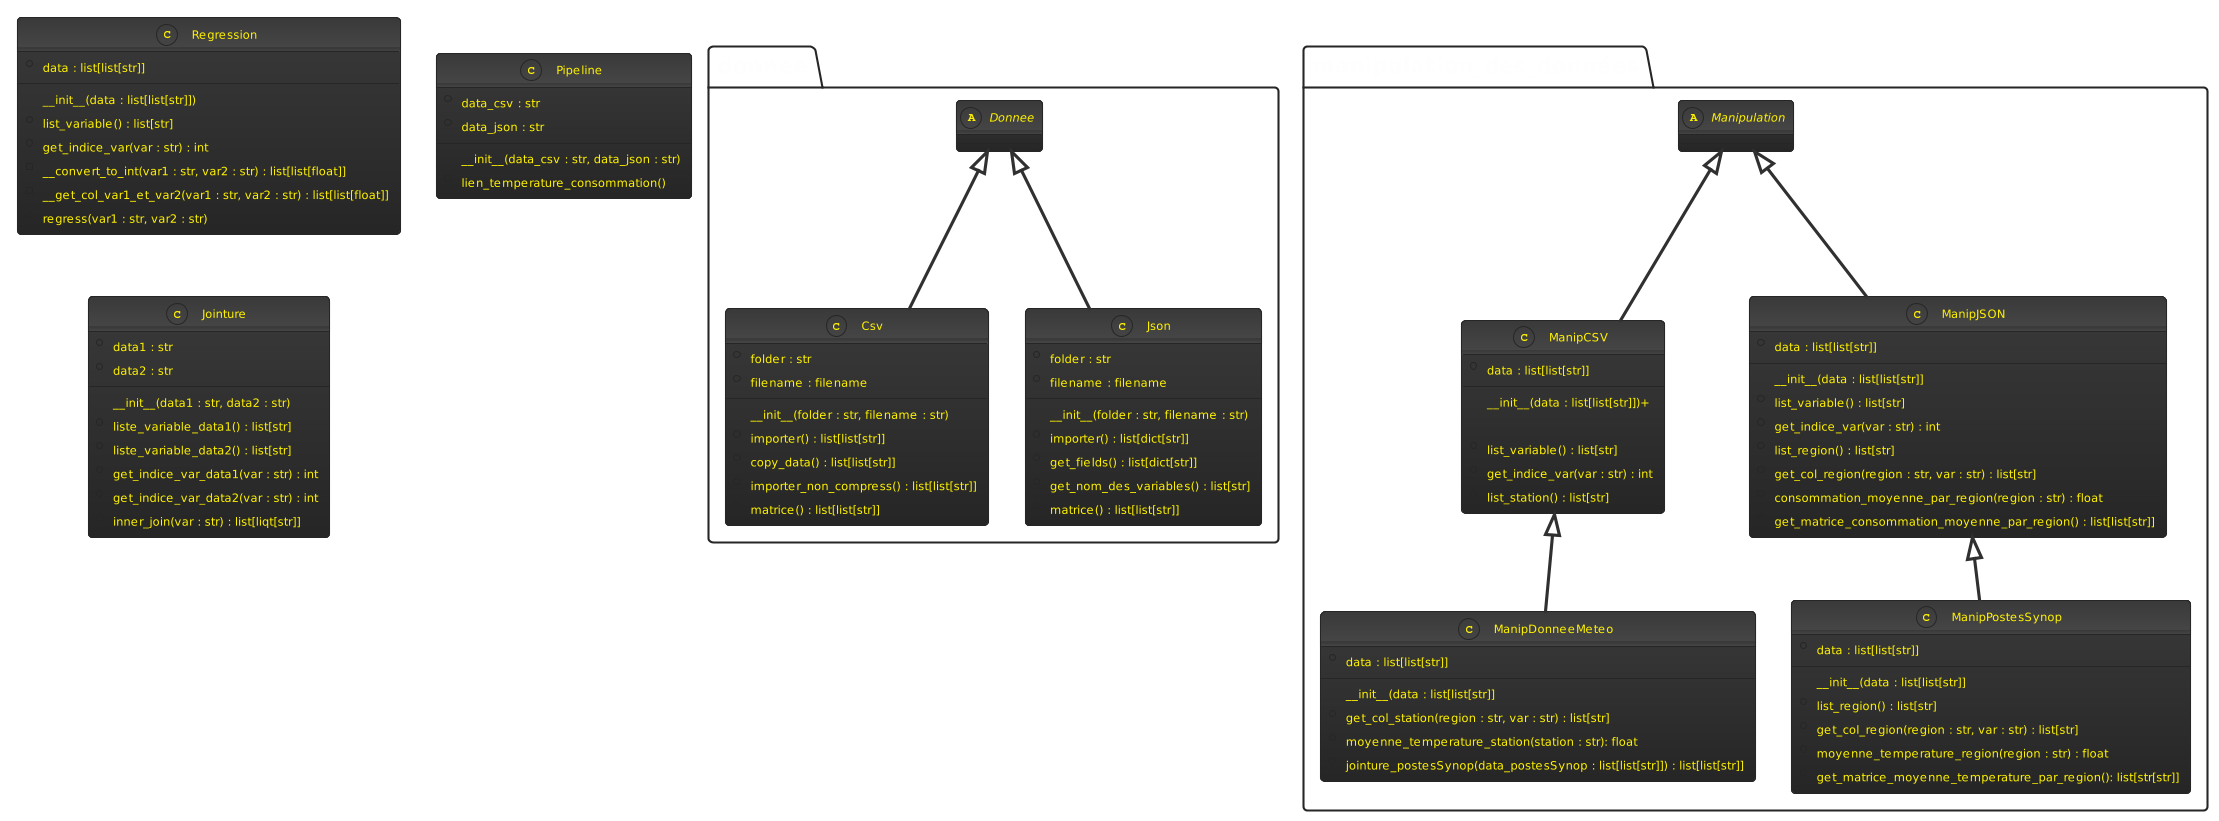 C Regression
data : list[list[str]]
__init__(data : list[list[str]])
list_variable() : list[str]
get_indice_var(var : str) : int
__convert_to_int(var1 : str, var2 : str) : list[list[float]]
__get_col_var1_et_var2(var1 : str, var2 : str) : list[list[float]]
regress(var1 : str, var2 : str)
C Pipeline
data_csv : str
data_json : str
__init__(data_csv : str, data_json : str)
lien_temperature_consommation()
C Jointure
data1 : str
data2 : str
__init__(data1 : str, data2 : str)
liste_variable_data1() : list[str]
liste_variable_data2() : list[str]
get_indice_var_data1(var : str) : int
get_indice_var_data2(var : str) : int
inner_join(var : str) : list[liqt[str]]
A Donnee
C Csv
folder : str
filename : filename
__init__(folder : str, filename : str)
importer() : list[list[str]]
copy_data() : list[list[str]]
importer_non_compress() : list[list[str]]
matrice() : list[list[str]]
C Json
folder : str
filename : filename
__init__(folder : str, filename : str)
importer() : list[dict[str]]
get_fields() : list[dict[str]]
get_nom_des_variables() : list[str]
matrice() : list[list[str]]
A Manipulation
C ManipCSV
data : list[list[str]]
__init__(data : list[list[str]])+
list_variable() : list[str]
get_indice_var(var : str) : int
list_station() : list[str]
C ManipJSON
data : list[list[str]]
__init__(data : list[list[str]]
list_variable() : list[str]
get_indice_var(var : str) : int
list_region() : list[str]
get_col_region(region : str, var : str) : list[str]
consommation_moyenne_par_region(region : str) : float
get_matrice_consommation_moyenne_par_region() : list[list[str]]
C ManipDonneeMeteo
data : list[list[str]]
__init__(data : list[list[str]]
get_col_station(region : str, var : str) : list[str]
moyenne_temperature_station(station : str): float
jointure_postesSynop(data_postesSynop : list[list[str]]) : list[list[str]]
C ManipPostesSynop
data : list[list[str]]
__init__(data : list[list[str]]
list_region() : list[str]
get_col_region(region : str, var : str) : list[str]
moyenne_temperature_region(region : str) : float
get_matrice_moyenne_temperature_par_region(): list[str[str]]